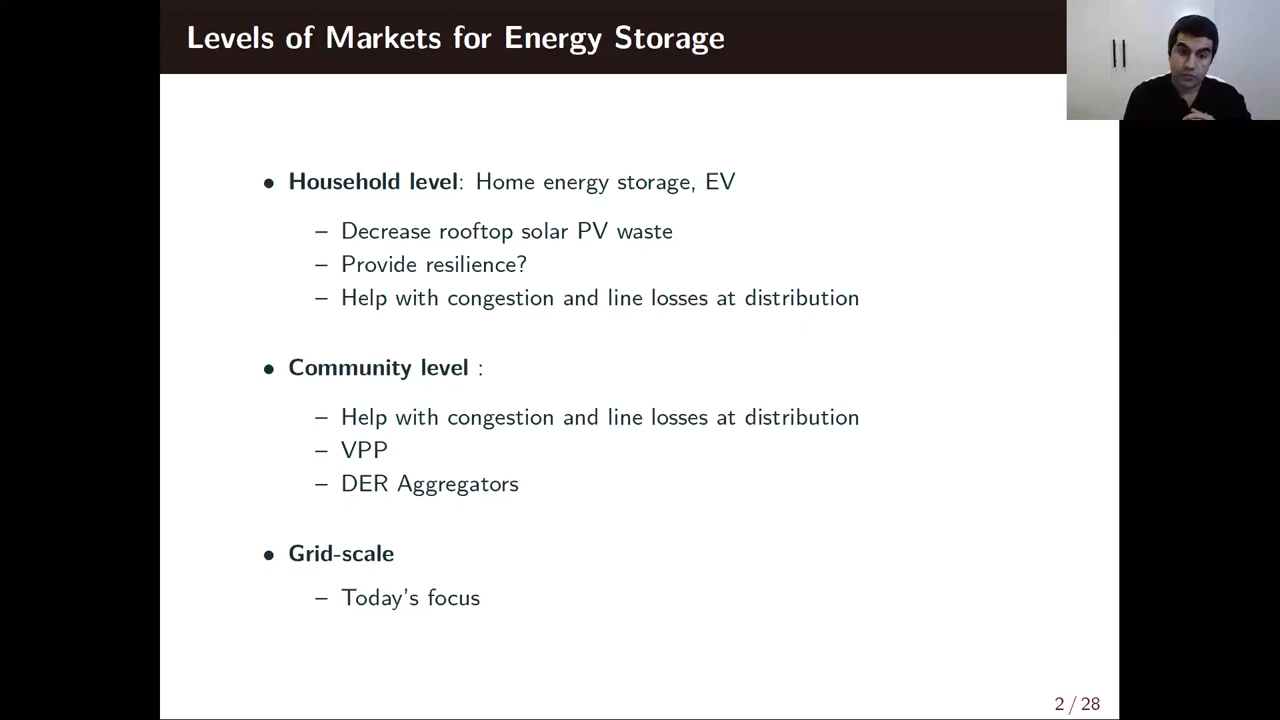 Levels of Markets for Energy Storage
• Household level: Home energy storage, EV
– Decrease rooftop solar PV waste
– Provide resilience?
– Help with congestion and line losses at distribution
• Community level :
– Help with congestion and line losses at distribution
– VPP
– DER Aggregators
• Grid-scale
– Today's focus
2 / 28